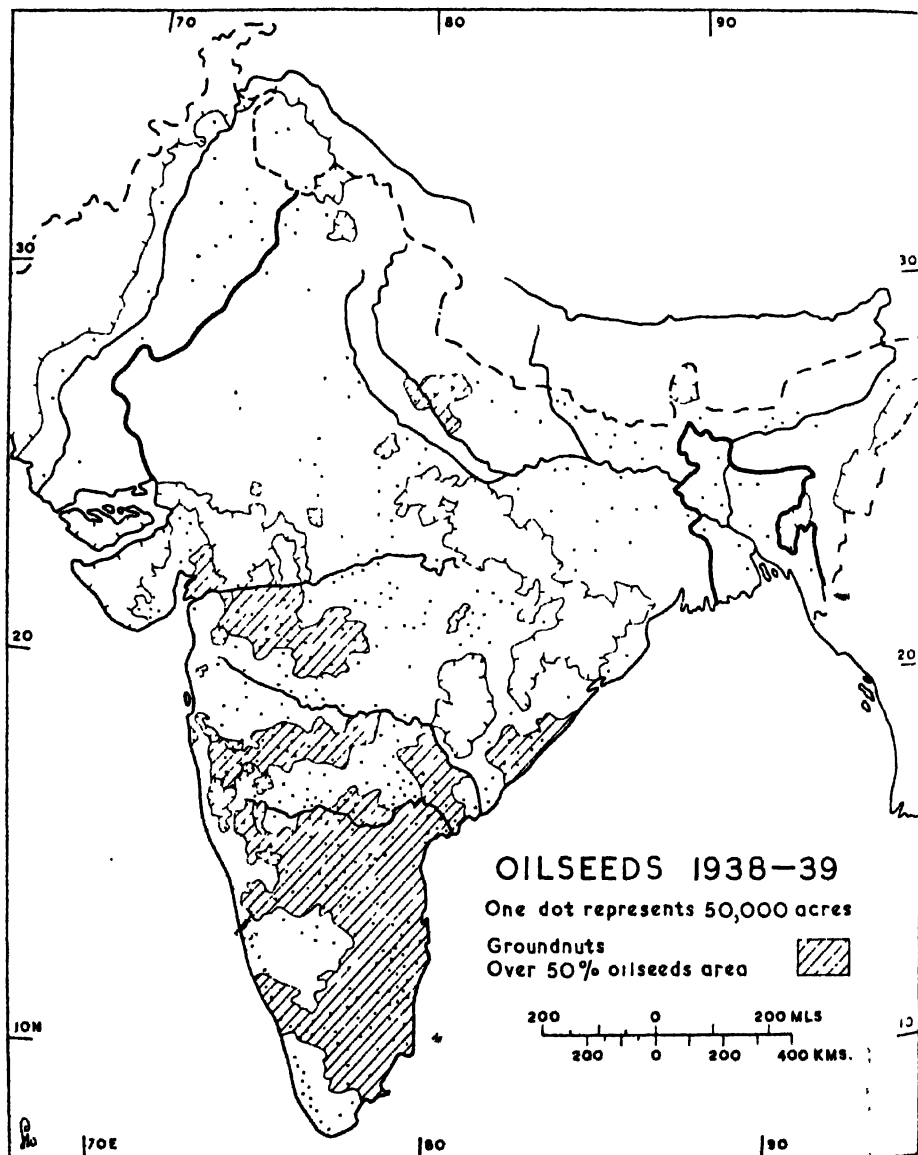 70 80 90
30 30
20 20
OILSEEDS 1938—39
One dot represents 50,000 acres
Groundnuts
Over 50% oilseeds area
200 0 200 MLS
10N 10
200 0 200 400 KMS.
70E 80 90